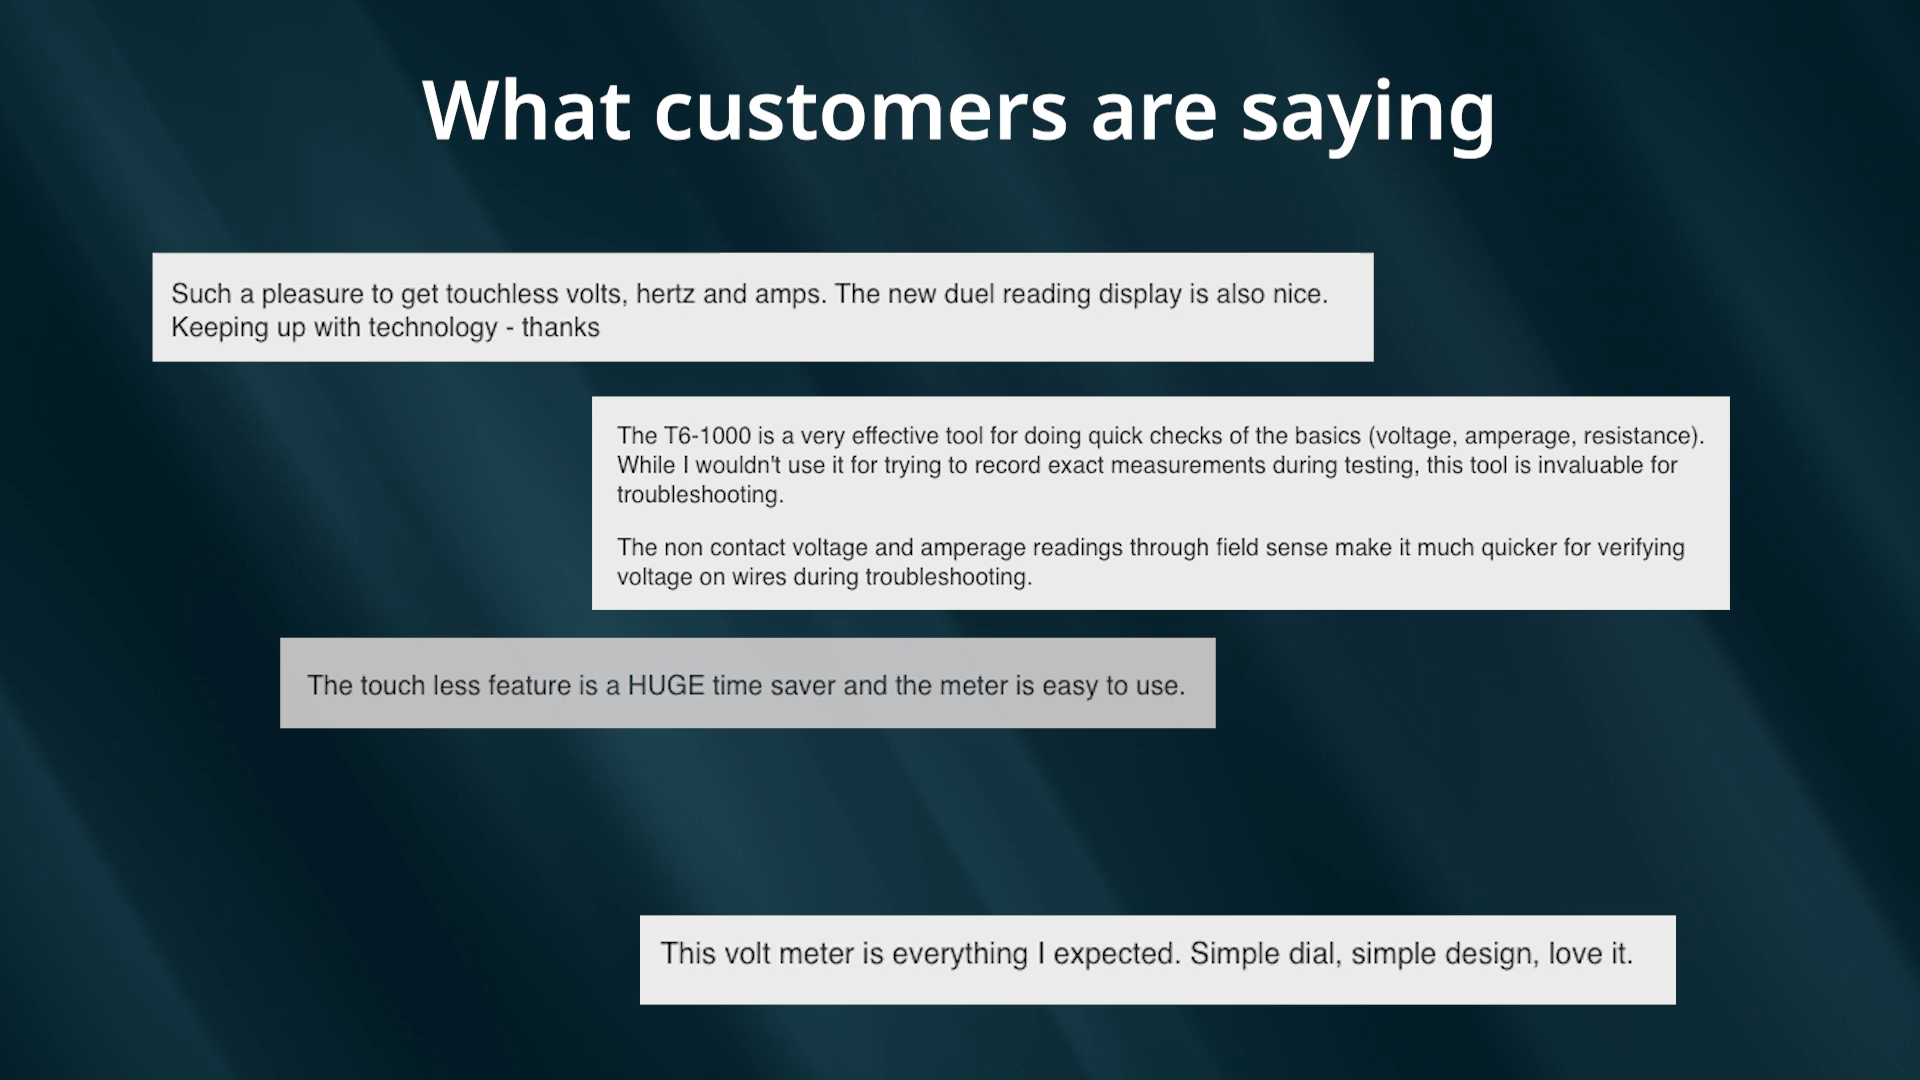 What customers are saying
Such a pleasure to get touchless volts, hertz and amps. The new duel reading display is also nice.
Keeping up with technology - thanks
The T6-1000 is a very effective tool for doing quick checks of the basics (voltage, amperage, resistance).
While I wouldn't use it for trying to record exact measurements during testing, this tool is invaluable for
troubleshooting.
The non contact voltage and amperage readings through field sense make it much quicker for verifying
voltage on wires during troubleshooting.
The touch less feature is a HUGE time saver and the meter is easy to use.
This volt meter is everything I expected. Simple dial, simple design, love it.